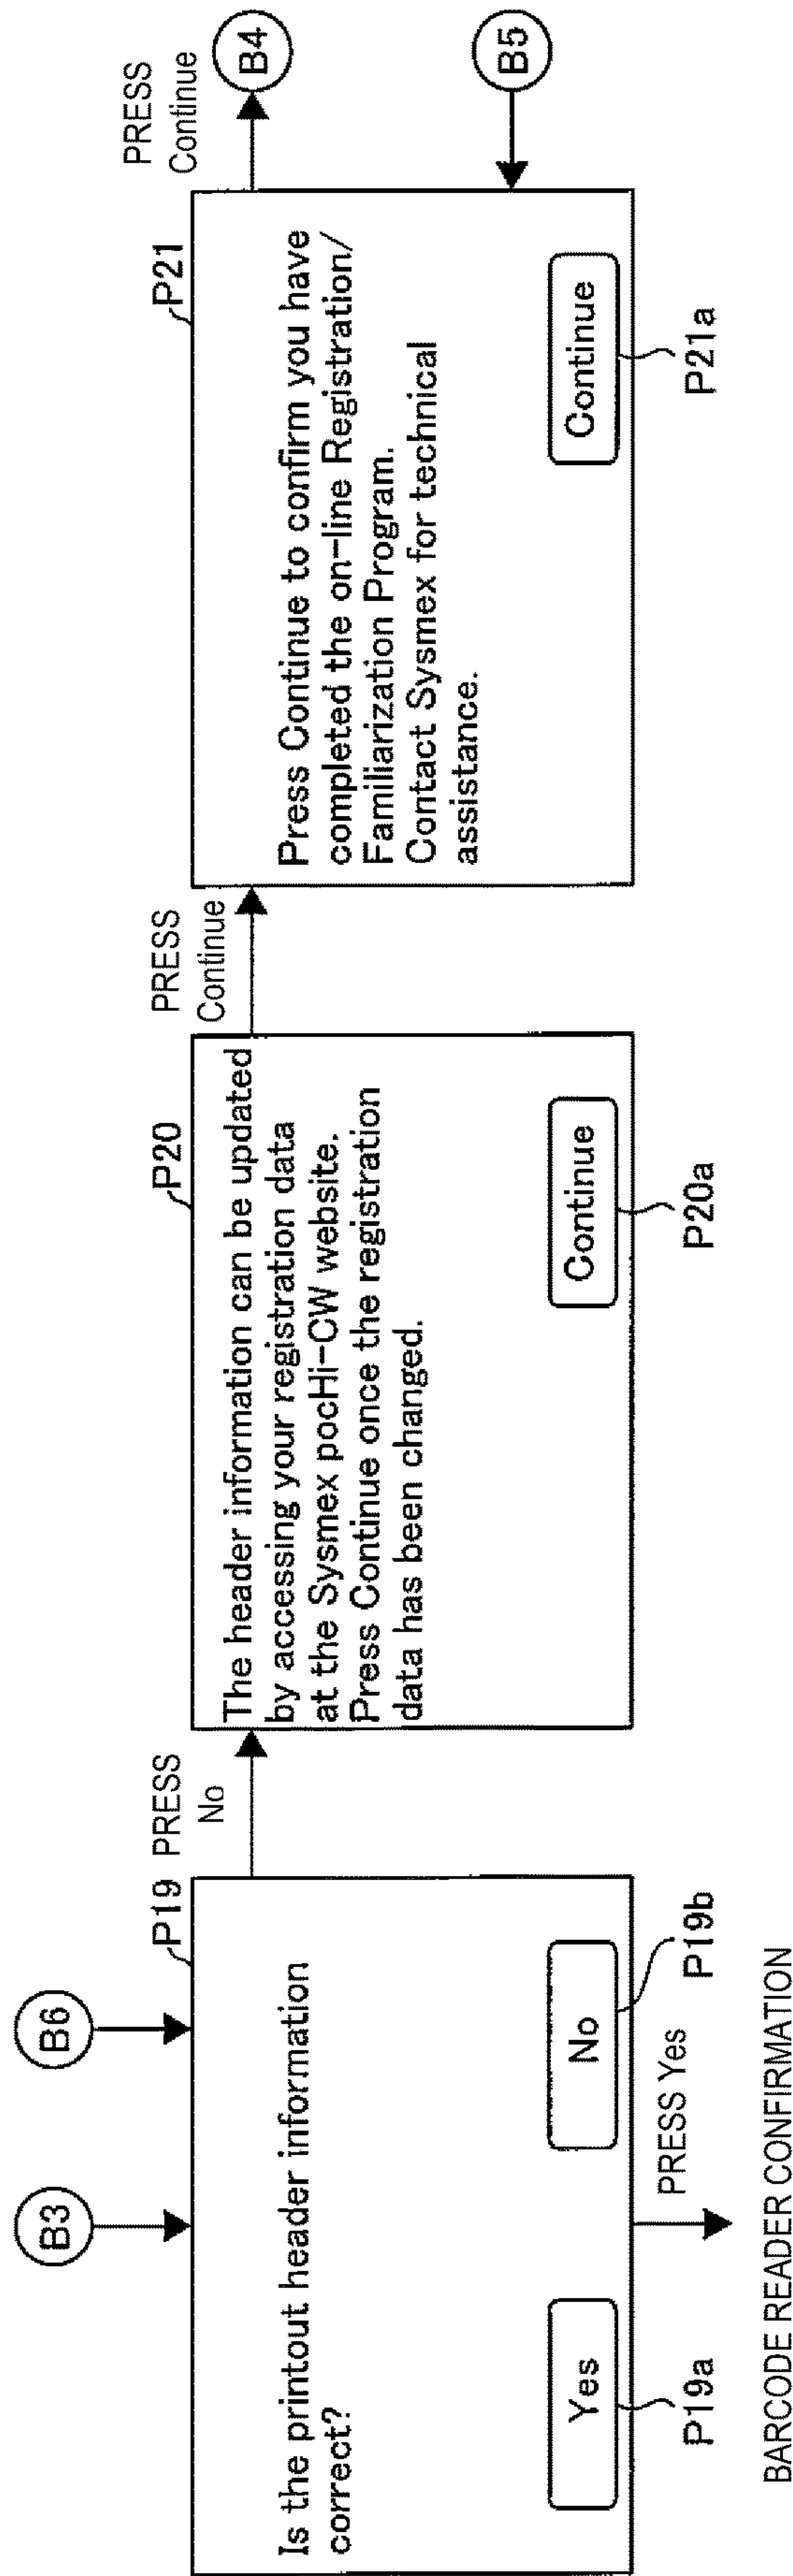 B3
B6
P19
Is the printout header information
correct?
Yes
No
P19a
P19b
PRESS Yes
BARCODE READER CONFIRMATION
PRESS
No
P20
The header information can be updated
by accessing your registration data
at the Sysmex pocHi-CW website.
Press Continue once the registration
data has been changed.
Continue
P20a
PRESS
Continue
P21
Press Continue to confirm you have
completed the on-line Registration/
Familiarization Program.
Contact Sysmex for technical
assistance.
Continue
P21a
PRESS
Continue
B4
B5